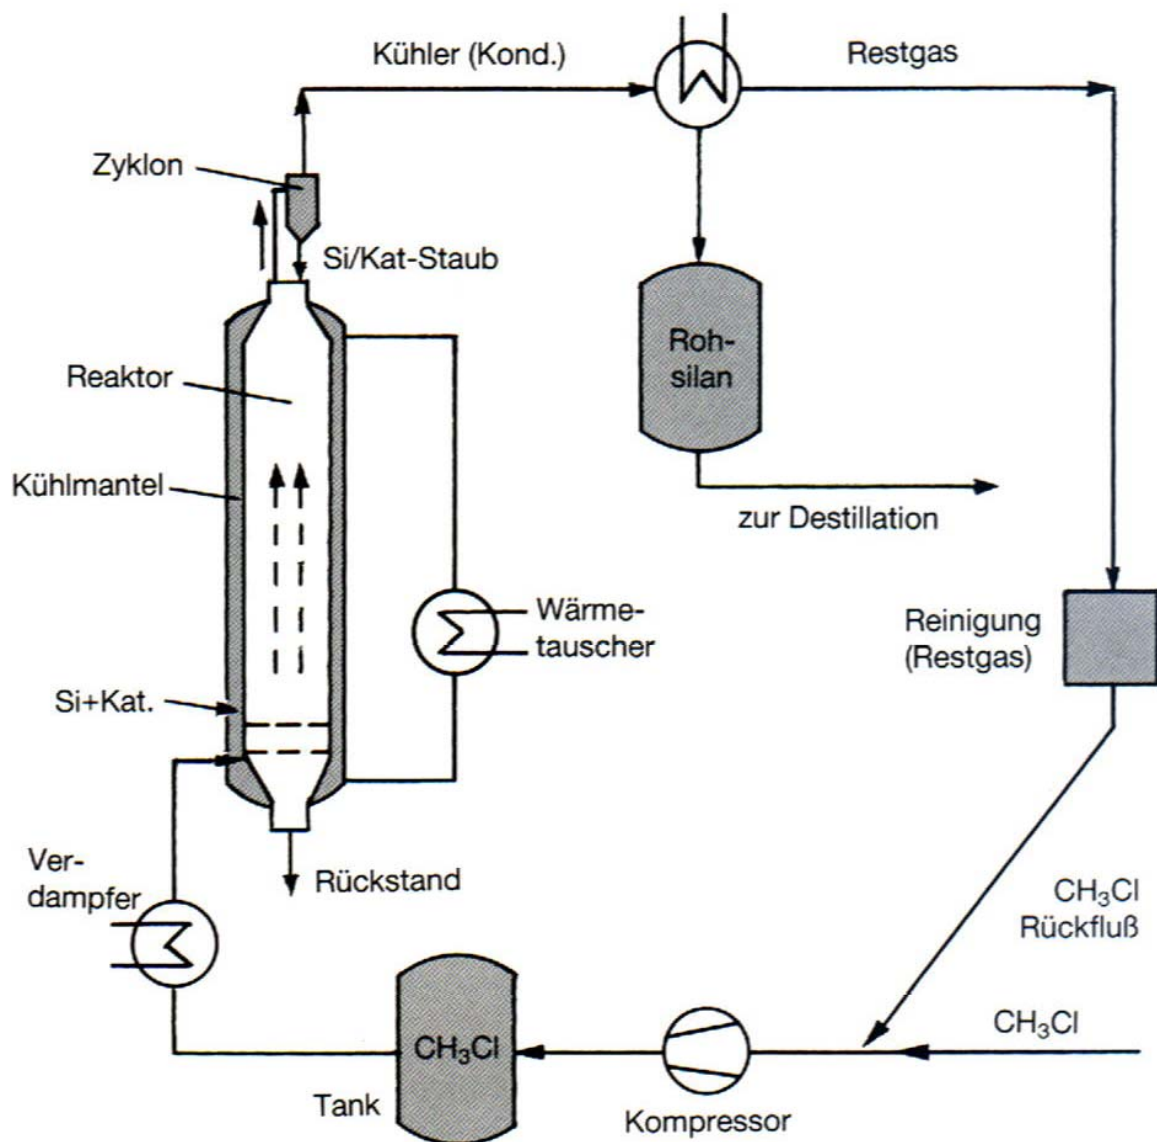 Kühler (Kond.)
Restgas
Zyklon
Si/Kat-Staub
Roh-
silan
Reaktor
Kühlmantel
zur Destillation
Wärme-
tauscher
Reinigung
(Restgas)
Si+Kat.
Ver-
dampfer
Rückstand
CH₃Cl
Rückfluß
CH₃Cl
CH₃Cl
Tank
Kompressor